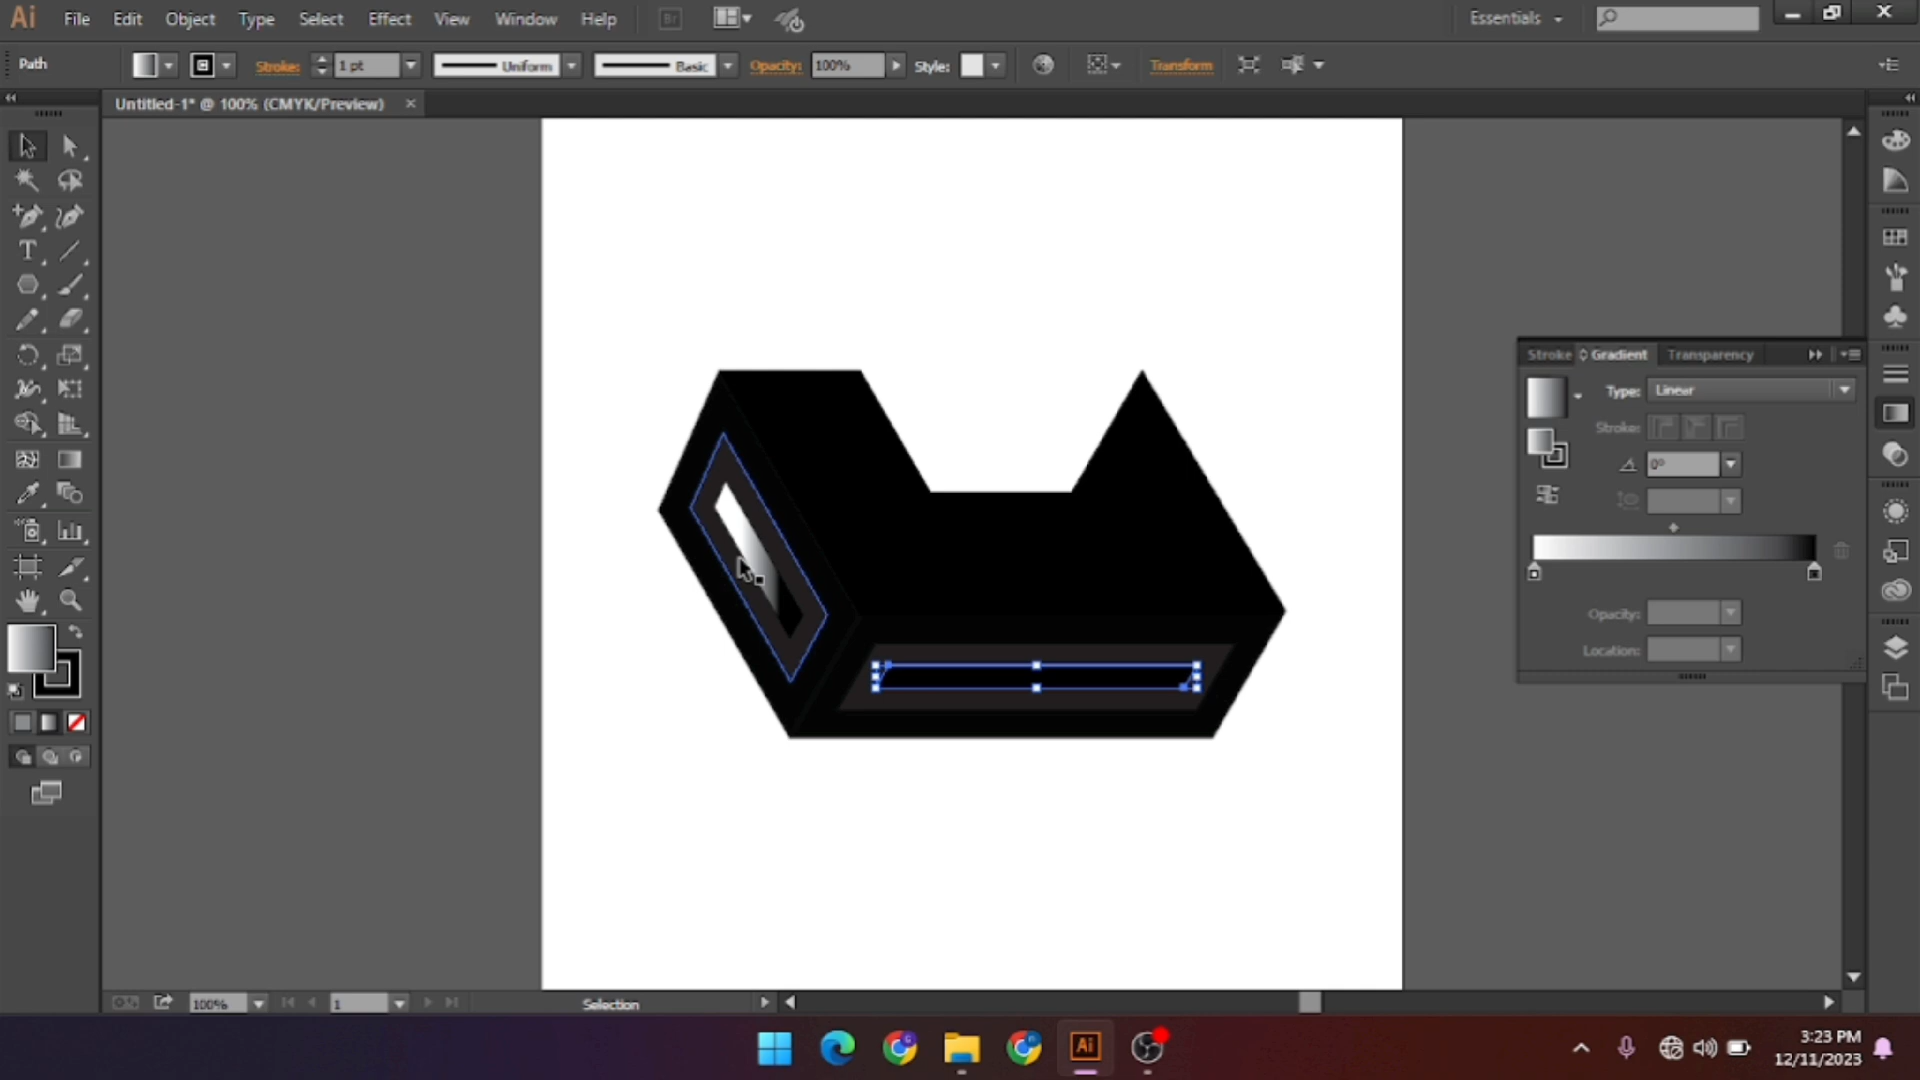 Ai File Edit Object Type Select Effect View Window Help Br Essentials
Path Stroke: 1 pt Uniform Basic Opacity: 100% Style: Transform
Untitled-1* @ 100% (CMYK/Preview) ×
Stroke Gradient Transparency
Type: Linear
Stroke:
0°
Opacity:
Location:
100% 1 Selection
Ai
3:23 PM
12/11/2023